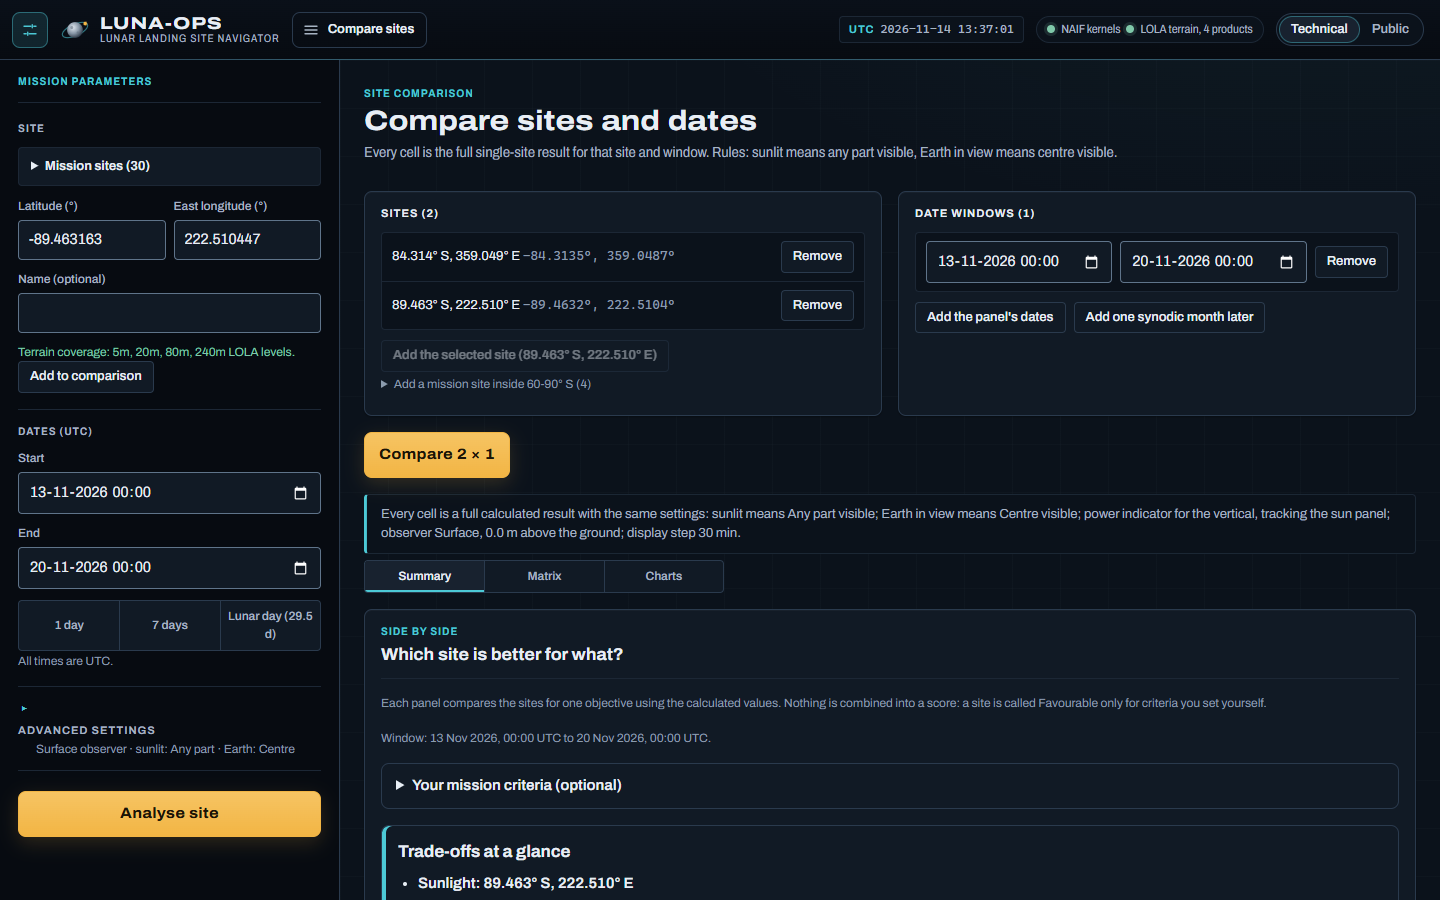 LUNA-OPS
LUNAR LANDING SITE NAVIGATOR
Compare sites
UTC 2026-11-14 13:37:01
NAIF kernels
LOLA terrain, 4 products
Technical
Public
MISSION PARAMETERS
SITE
Mission sites (30)
Latitude (°)
East longitude (°)
-89.463163
222.510447
Name (optional)
Terrain coverage: 5m, 20m, 80m, 240m LOLA levels.
Add to comparison
DATES (UTC)
Start
13-11-2026 00:00
End
20-11-2026 00:00
1 day
7 days
Lunar day (29.5
d)
All times are UTC.
ADVANCED SETTINGS
Surface observer · sunlit: Any part · Earth: Centre
Analyse site
SITE COMPARISON
Compare sites and dates
Every cell is the full single-site result for that site and window. Rules: sunlit means any part visible, Earth in view means centre visible.
SITES (2)
84.314° S, 359.049° E −84.3135°, 359.0487°
Remove
89.463° S, 222.510° E −89.4632°, 222.5104°
Remove
Add the selected site (89.463° S, 222.510° E)
Add a mission site inside 60-90° S (4)
DATE WINDOWS (1)
13-11-2026 00:00
20-11-2026 00:00
Remove
Add the panel's dates
Add one synodic month later
Compare 2 × 1
Every cell is a full calculated result with the same settings: sunlit means Any part visible; Earth in view means Centre visible; power indicator for the vertical, tracking the sun panel;
observer Surface, 0.0 m above the ground; display step 30 min.
Summary
Matrix
Charts
SIDE BY SIDE
Which site is better for what?
Each panel compares the sites for one objective using the calculated values. Nothing is combined into a score: a site is called Favourable only for criteria you set yourself.
Window: 13 Nov 2026, 00:00 UTC to 20 Nov 2026, 00:00 UTC.
Your mission criteria (optional)
Trade-offs at a glance
• Sunlight: 89.463° S, 222.510° E